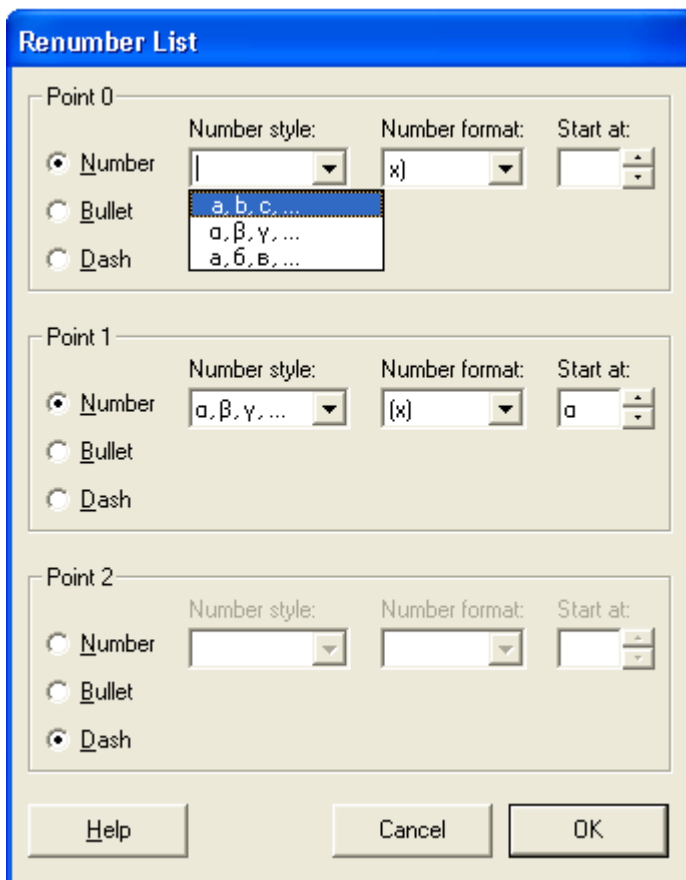 Renumber List
Point 0
Number style: Number format: Start at:
Number x)
Bullet
a, b, c, ...
α, β, γ, ...
Dash
а, б, в, ...
Point 1
Number style: Number format: Start at:
Number α, β, γ, ... (x) α
Bullet
Dash
Point 2
Number style: Number format: Start at:
Number
Bullet
Dash
Help Cancel OK